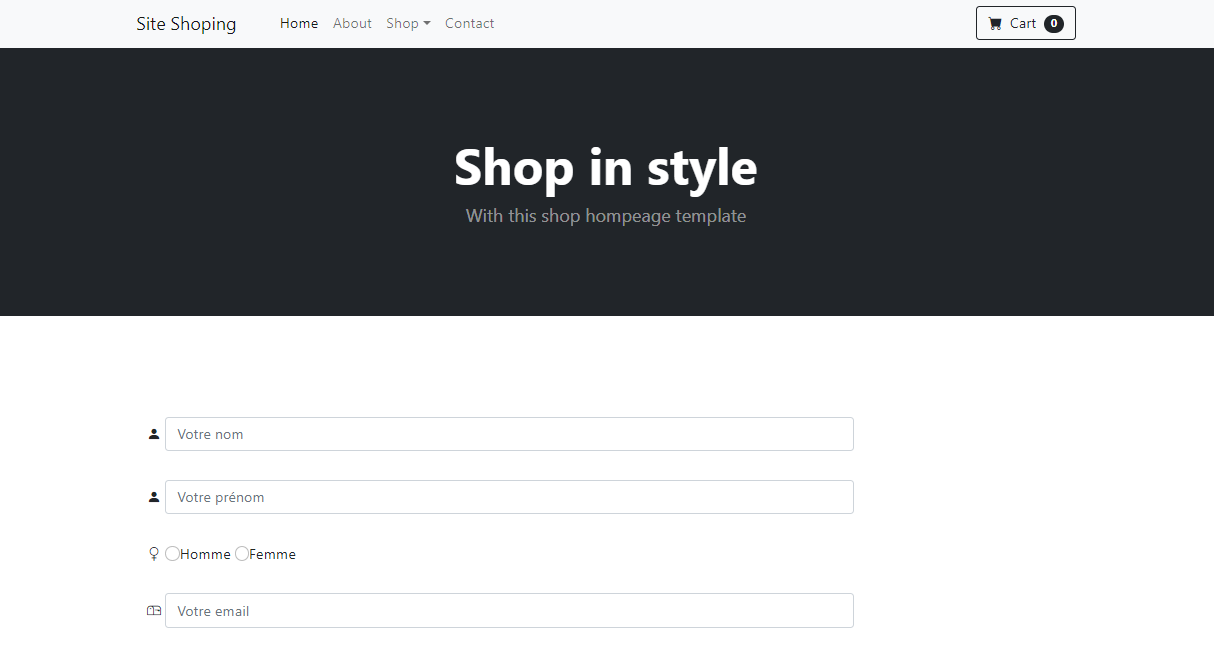 Site Shoping Home About Shop Contact Cart 0
Shop in style
With this shop hompeage template
Votre nom
Votre prénom
Homme Femme
Votre email